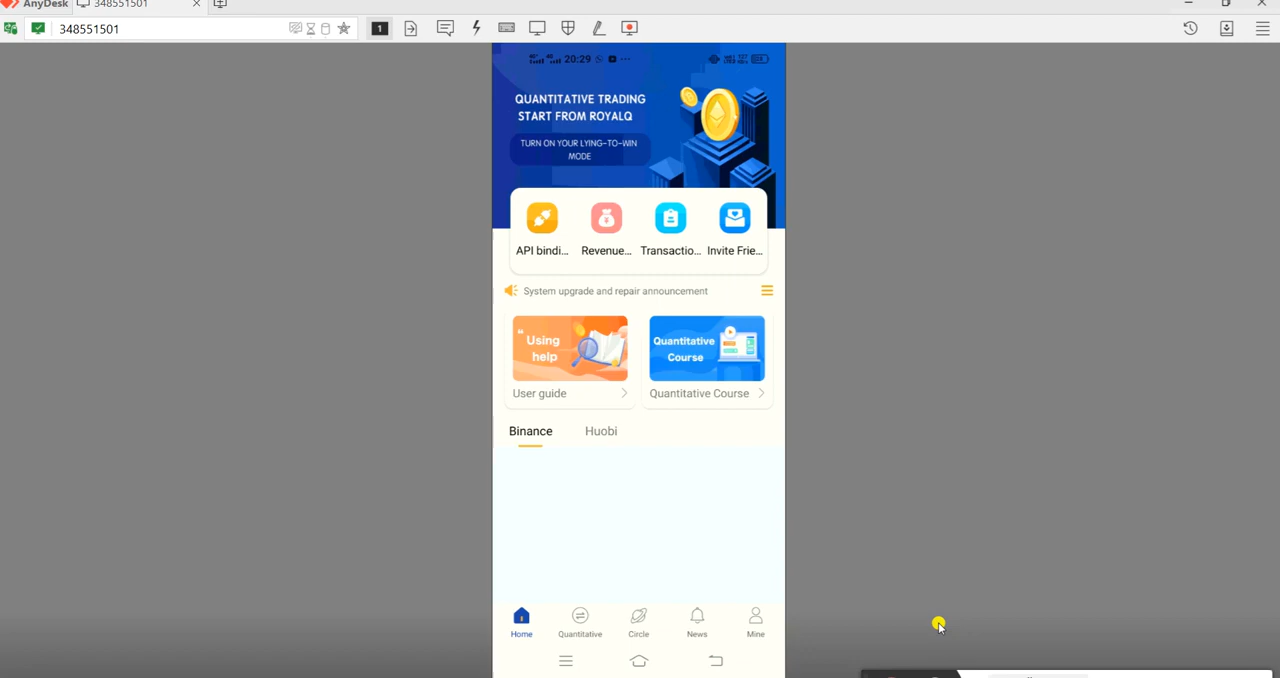 AnyDesk
348551501
348551501
1
20:29
QUANTITATIVE TRADING
START FROM ROYALQ
TURN ON YOUR LYING-TO-WIN
MODE
API bindi...
Revenue...
Transactio...
Invite Frie...
System upgrade and repair announcement
Using
help
Quantitative
Course
User guide
Quantitative Course
Binance
Huobi
Home
Quantitative
Circle
News
Mine